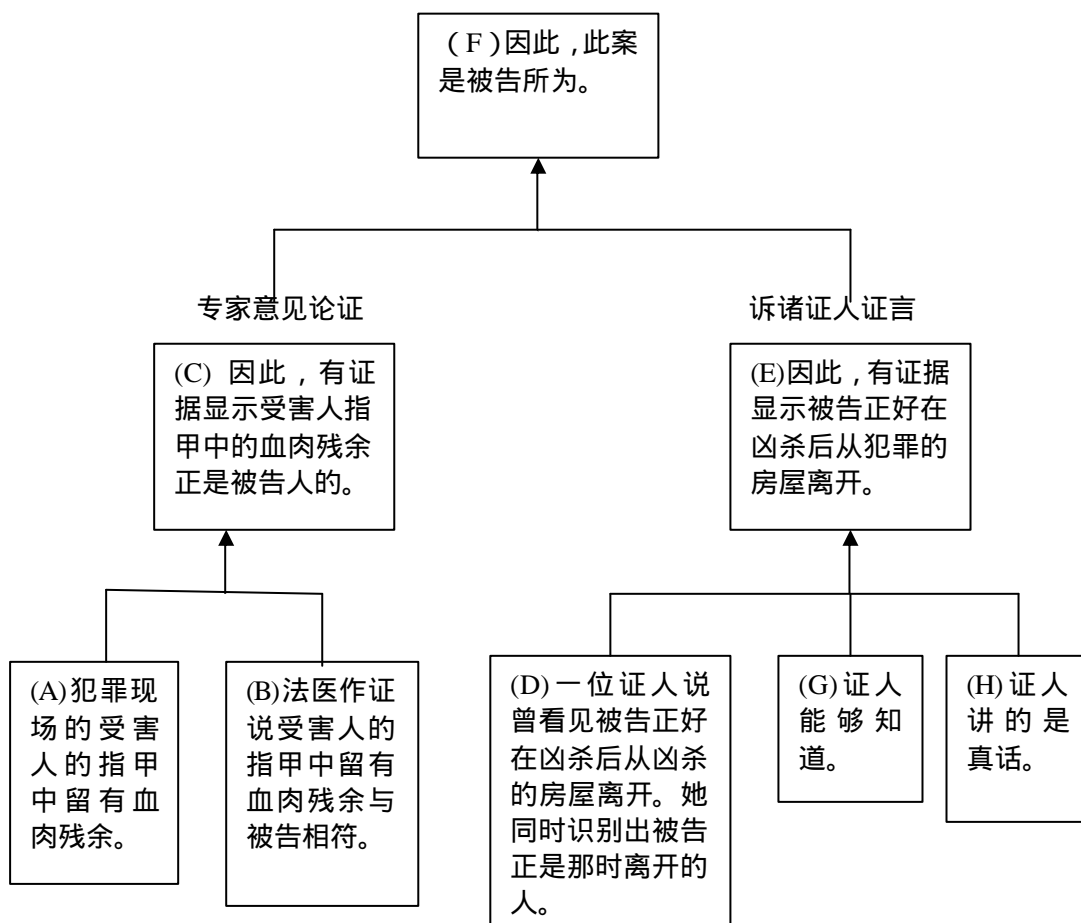 （F）因此，此案
是被告所为。
专家意见论证
诉诸证人证言
(C) 因此，有证
据显示受害人指
甲中的血肉残余
正是被告人的。
(E)因此，有证据
显示被告正好在
凶杀后从犯罪的
房屋离开。
(A)犯罪现
场的受害
人的指甲
中留有血
肉残余。
(B)法医作证
说受害人的
指甲中留有
血肉残余与
被告相符。
(D)一位证人说
曾看见被告正好
在凶杀后从凶杀
的房屋离开。她
同时识别出被告
正是那时离开的
人。
(G)证人
能够知
道。
(H)证人
讲的是
真话。